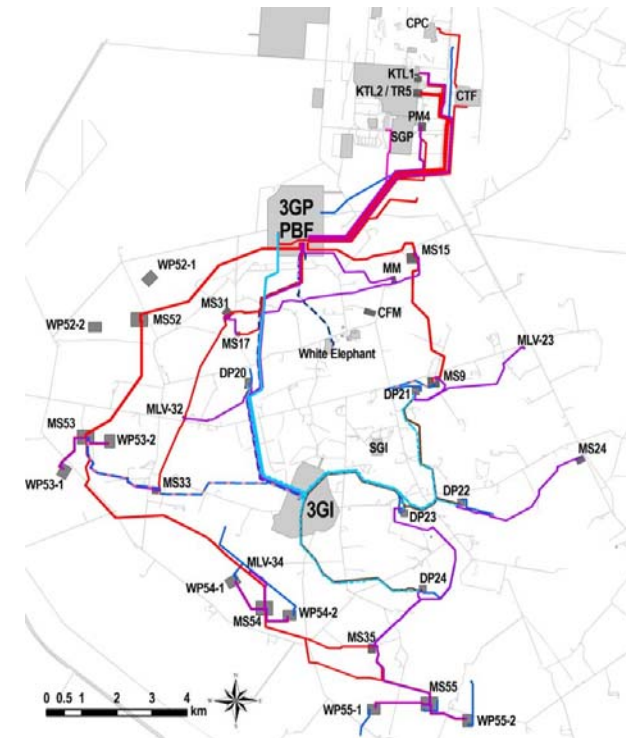 CPC
KTL1
KTL2 / TR5
CTF
PM4
SGP
3GP
PBF
MS15
WP52-1
MM
MS31
CFM
WP52-2
MS52
MS17
White Elephant
MLV-23
DP20
MS9
DP21
MLV-32
MS53
WP53-2
SGI
MS24
WP53-1
MS33
DP22
3GI
DP23
MLV-34
WP54-1
DP24
MS54
WP54-2
MS35
MS55
0 0.5 1 2 3 4
km
WP55-1
WP55-2